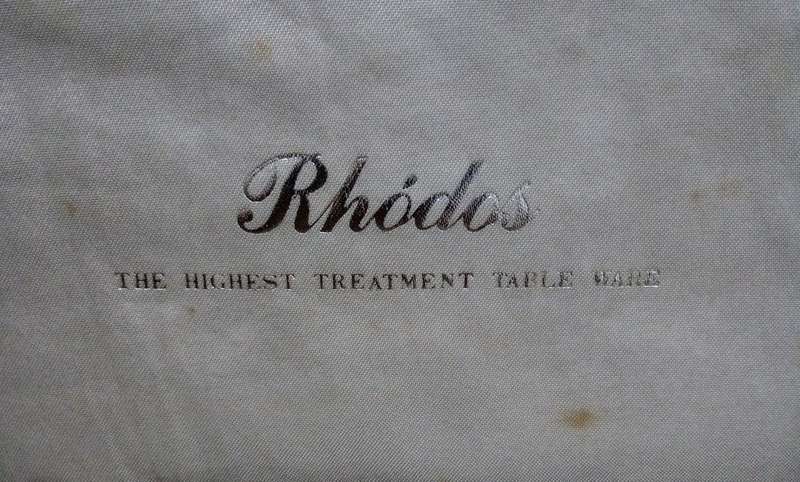 Rhódos
THE HIGHEST TREATMENT TABLE WARE